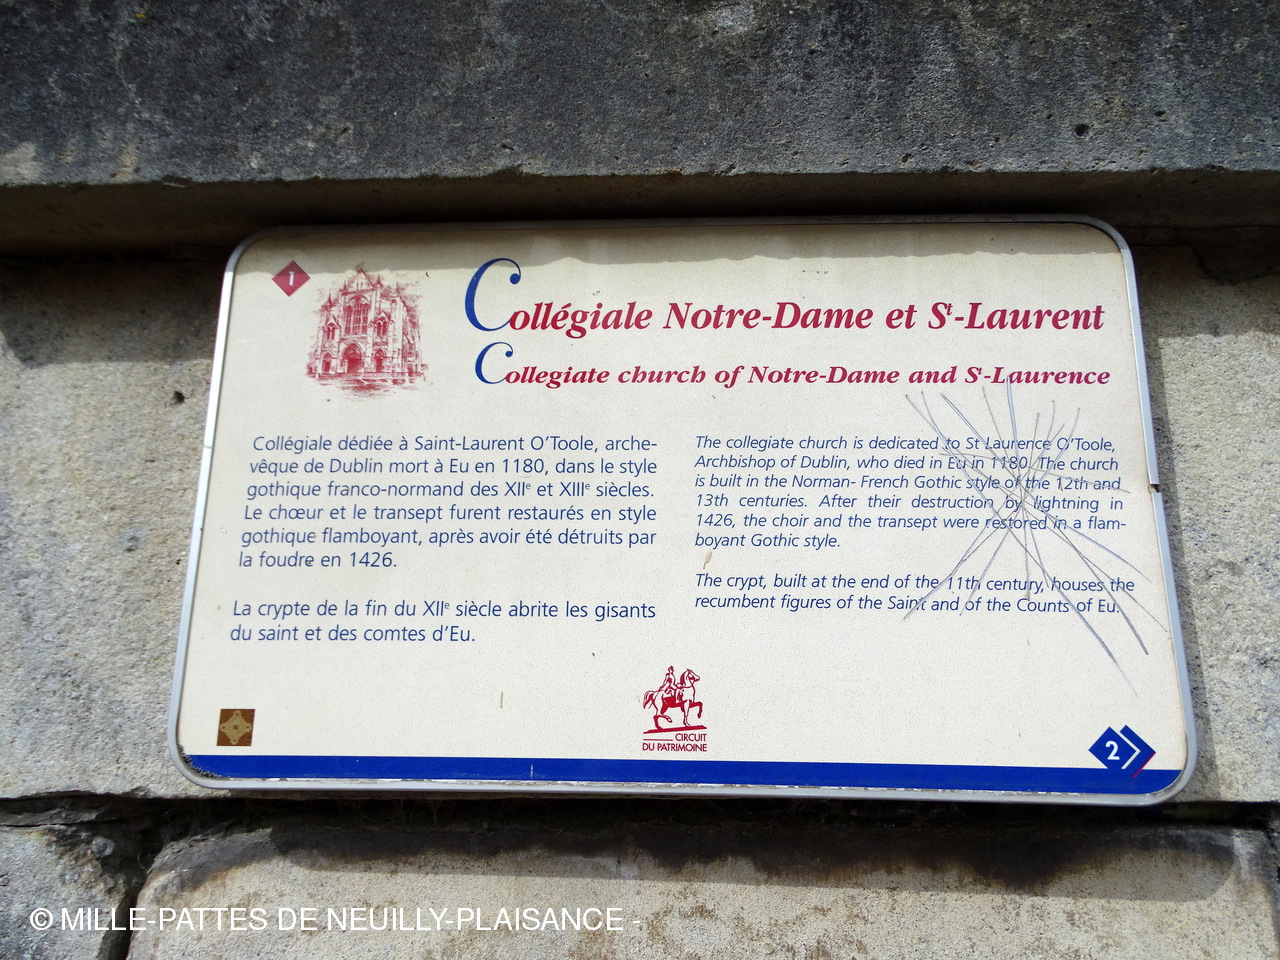 1
Collégiale Notre-Dame et Sᵗ-Laurent
Collegiate church of Notre-Dame and Sᵗ-Laurence
Collégiale dédiée à Saint-Laurent O'Toole, arche-
vêque de Dublin mort à Eu en 1180, dans le style
gothique franco-normand des XIIᵉ et XIIIᵉ siècles.
Le chœur et le transept furent restaurés en style
gothique flamboyant, après avoir été détruits par
la foudre en 1426.
La crypte de la fin du XIIᵉ siècle abrite les gisants
du saint et des comtes d'Eu.
The collegiate church is dedicated to St Laurence O'Toole,
Archbishop of Dublin, who died in Eu in 1180. The church
is built in the Norman- French Gothic style of the 12th and
13th centuries. After their destruction by lightning in
1426, the choir and the transept were restored in a flam-
boyant Gothic style.
The crypt, built at the end of the 11th century, houses the
recumbent figures of the Saint and of the Counts of Eu.
CIRCUIT
DU PATRIMOINE
2
© MILLE-PATTES DE NEUILLY-PLAISANCE -